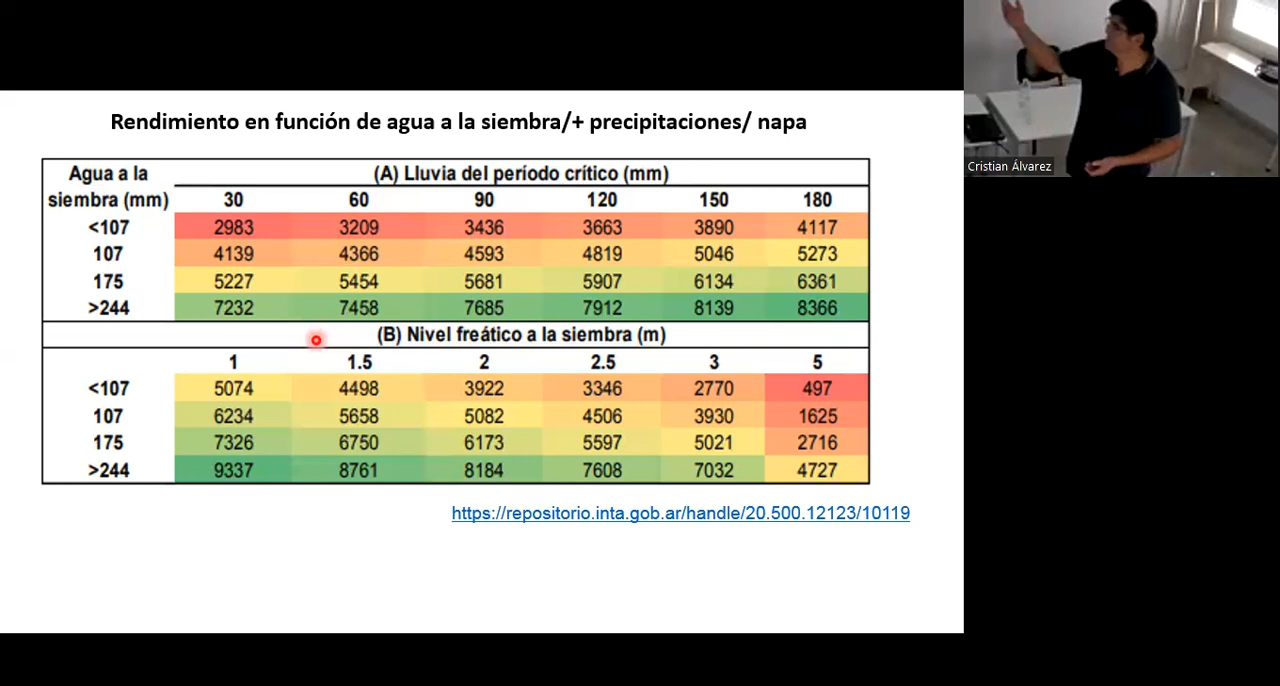 Rendimiento en función de agua a la siembra/+ precipitaciones/ napa
Agua a la siembra (mm) (A) Lluvia del período crítico (mm)
30 60 90 120 150 180
<107 2983 3209 3436 3663 3890 4117
107 4139 4366 4593 4819 5046 5273
175 5227 5454 5681 5907 6134 6361
>244 7232 7458 7685 7912 8139 8366
(B) Nivel freático a la siembra (m)
1 1.5 2 2.5 3 5
<107 5074 4498 3922 3346 2770 497
107 6234 5658 5082 4506 3930 1625
175 7326 6750 6173 5597 5021 2716
>244 9337 8761 8184 7608 7032 4727
https://repositorio.inta.gob.ar/handle/20.500.12123/10119
Cristian Álvarez